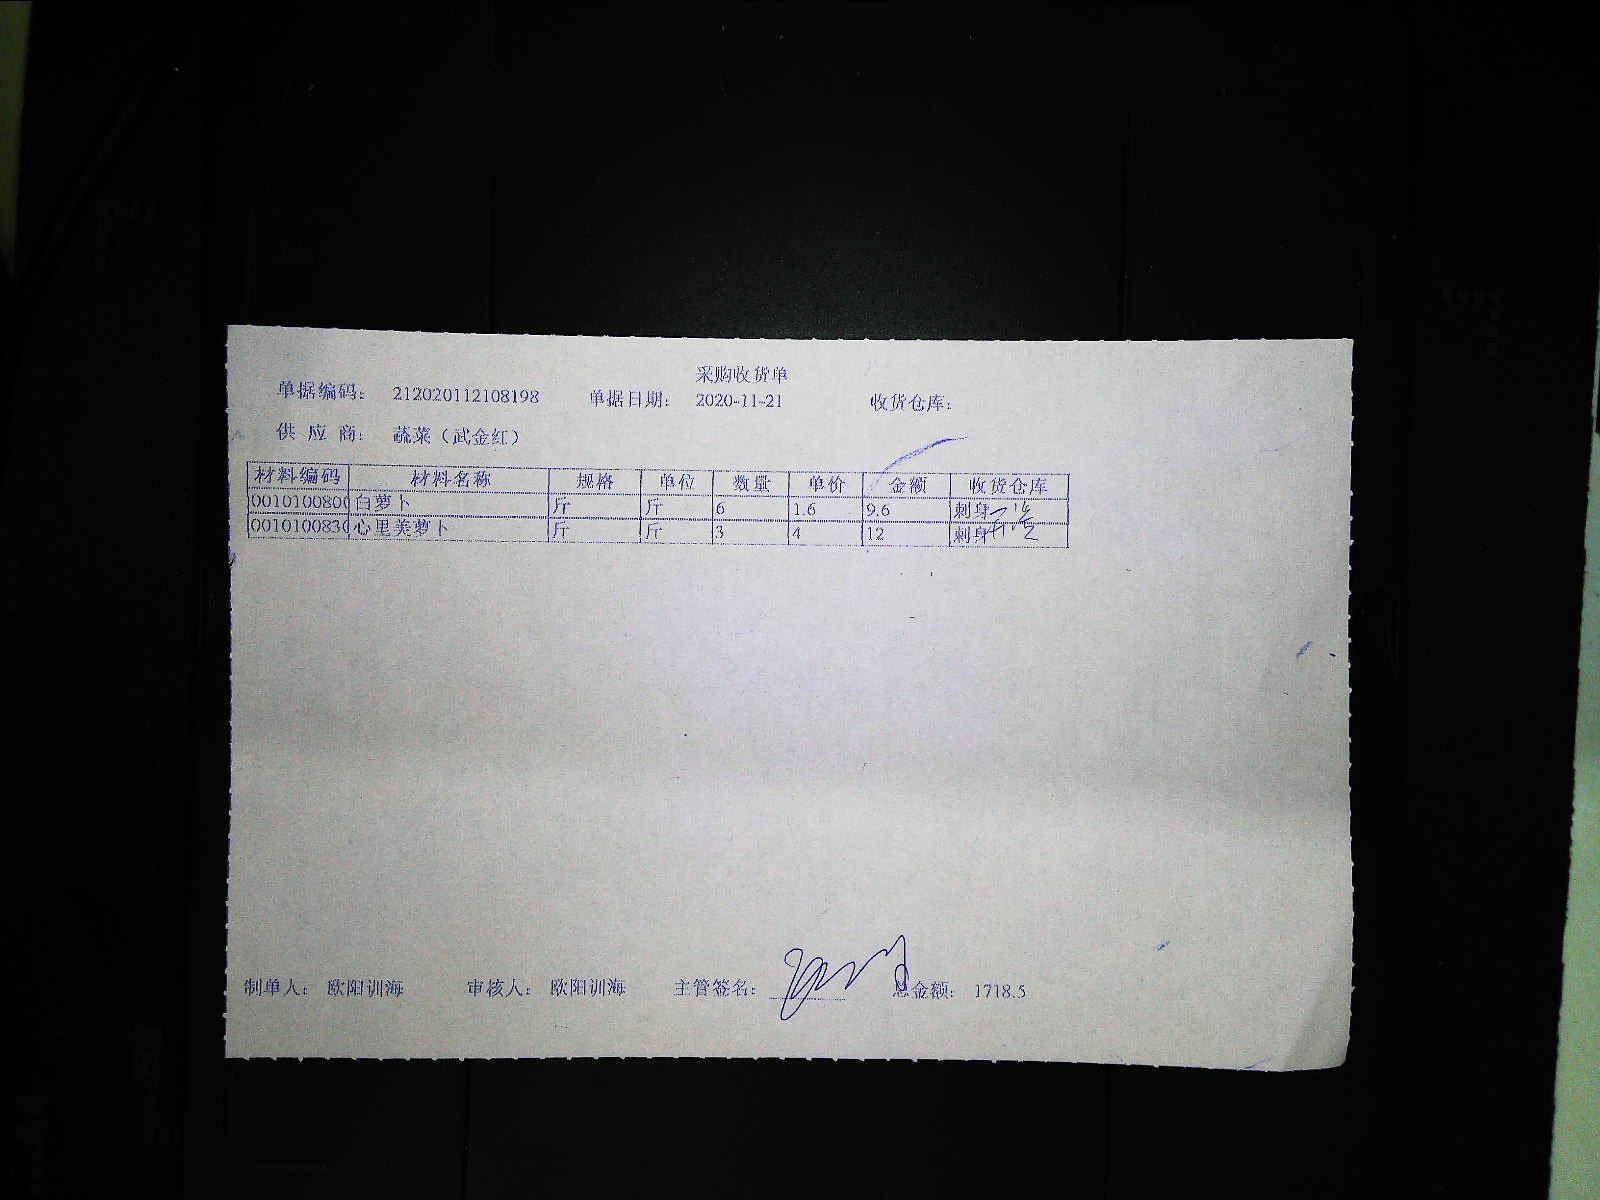 采购收货单
单据编码： 212020112108198 单据日期： 2020-11-21 收货仓库：
供 应 商： 蔬菜（武金红）
材料编码 材料名称 规格 单位 数量 单价 金额 收货仓库
001010080 白萝卜 斤 斤 6 1.6 9.6 刺身
001010083 心里美萝卜 斤 斤 3 4 12 刺身
制单人： 欧阳训海 审核人： 欧阳训海 主管签名： 总金额： 1718.5